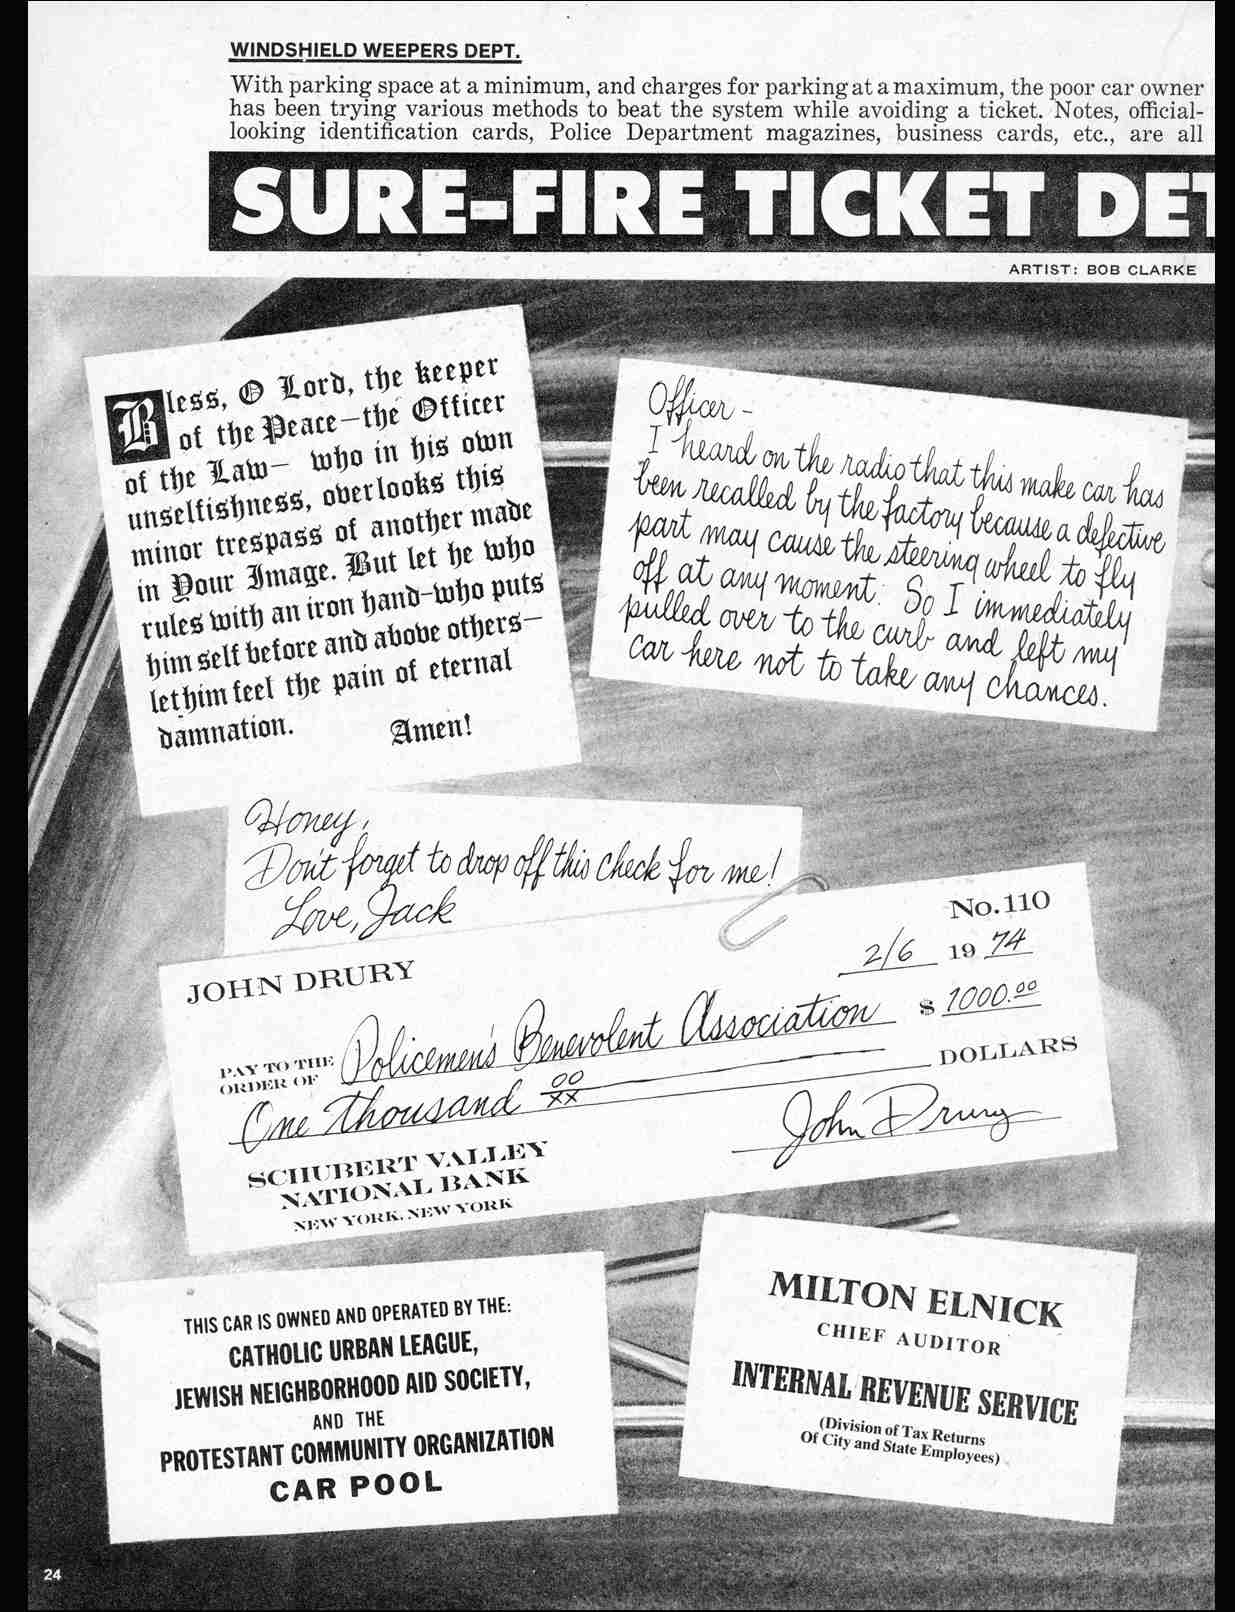 WINDSHIELD WEEPERS DEPT.
With parking space at a minimum, and charges for parking at a maximum, the poor car owner
has been trying various methods to beat the system while avoiding a ticket. Notes, official-
looking identification cards, Police Department magazines, business cards, etc., are all
SURE-FIRE TICKET DET
ARTIST: BOB CLARKE
Bless, O Lord, the keeper
of the Peace—the Officer
of the Law— who in his own
unselfishness, overlooks this
minor trespass of another made
in Your Image. But let he who
rules with an iron hand—who puts
him self before and above others—
let him feel the pain of eternal
damnation. Amen!
Officer -
I heard on the radio that this make car has
been recalled by the factory because a defective
part may cause the steering wheel to fly
off at any moment. So I immediately
pulled over to the curb and left my
car here not to take any chances.
Honey,
Don't forget to drop off this check for me!
Love, Jack
No. 110
JOHN DRURY
2/6 19 74
PAY TO THE
ORDER OF Policemen's Benevolent Association $ 1000.00
One thousand 00/XX DOLLARS
John Drury
SCHUBERT VALLEY
NATIONAL BANK
NEW YORK, NEW YORK
THIS CAR IS OWNED AND OPERATED BY THE:
CATHOLIC URBAN LEAGUE,
JEWISH NEIGHBORHOOD AID SOCIETY,
AND THE
PROTESTANT COMMUNITY ORGANIZATION
CAR POOL
MILTON ELNICK
CHIEF AUDITOR
INTERNAL REVENUE SERVICE
(Division of Tax Returns
Of City and State Employees)
24